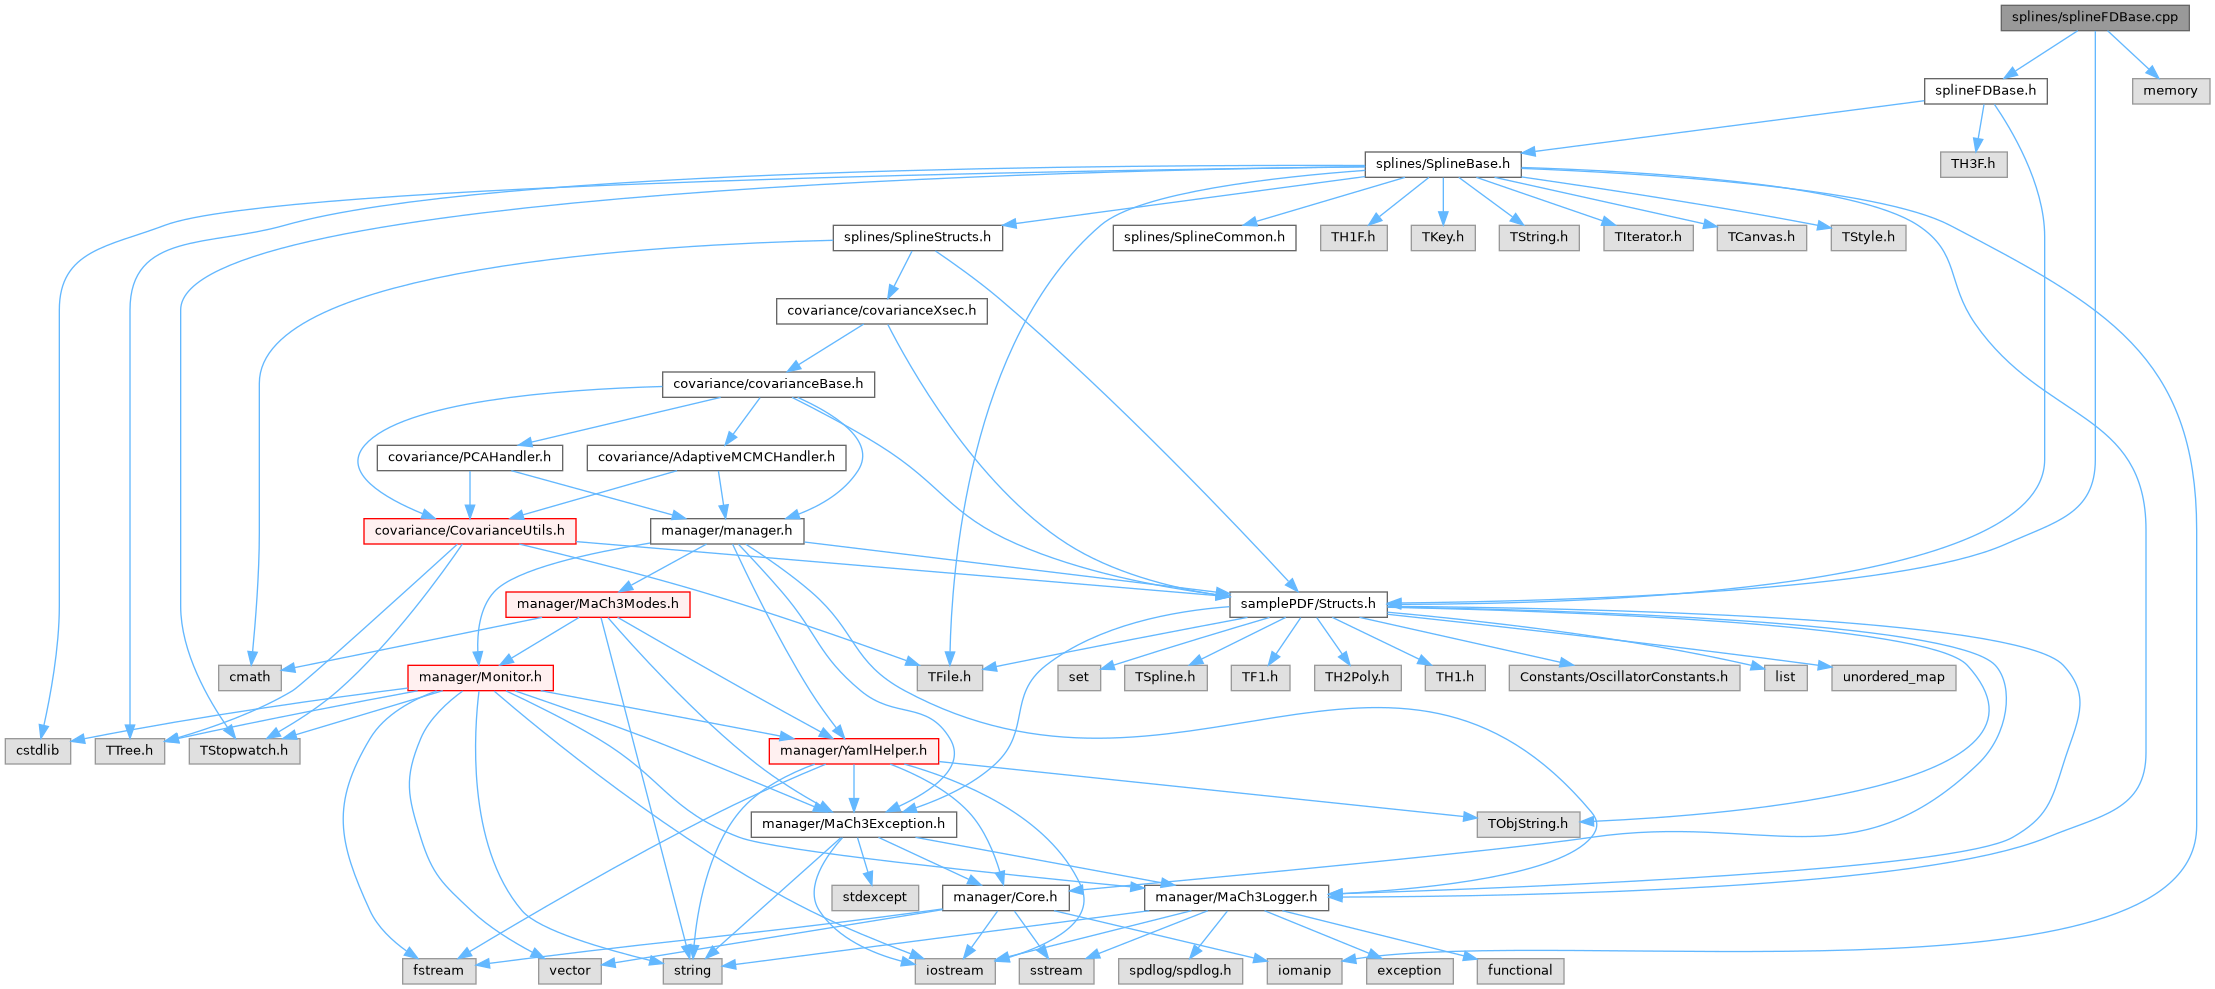 splines/splineFDBase.cpp
splineFDBase.h
memory
splines/SplineBase.h
TH3F.h
splines/SplineStructs.h
splines/SplineCommon.h
TH1F.h
TKey.h
TString.h
TIterator.h
TCanvas.h
TStyle.h
covariance/covarianceXsec.h
covariance/covarianceBase.h
covariance/PCAHandler.h
covariance/AdaptiveMCMCHandler.h
covariance/CovarianceUtils.h
manager/manager.h
manager/MaCh3Modes.h
samplePDF/Structs.h
cmath
manager/Monitor.h
TFile.h
set
TSpline.h
TF1.h
TH2Poly.h
TH1.h
Constants/OscillatorConstants.h
list
unordered_map
cstdlib
TTree.h
TStopwatch.h
manager/YamlHelper.h
manager/MaCh3Exception.h
TObjString.h
stdexcept
manager/Core.h
manager/MaCh3Logger.h
fstream
vector
string
iostream
sstream
spdlog/spdlog.h
iomanip
exception
functional